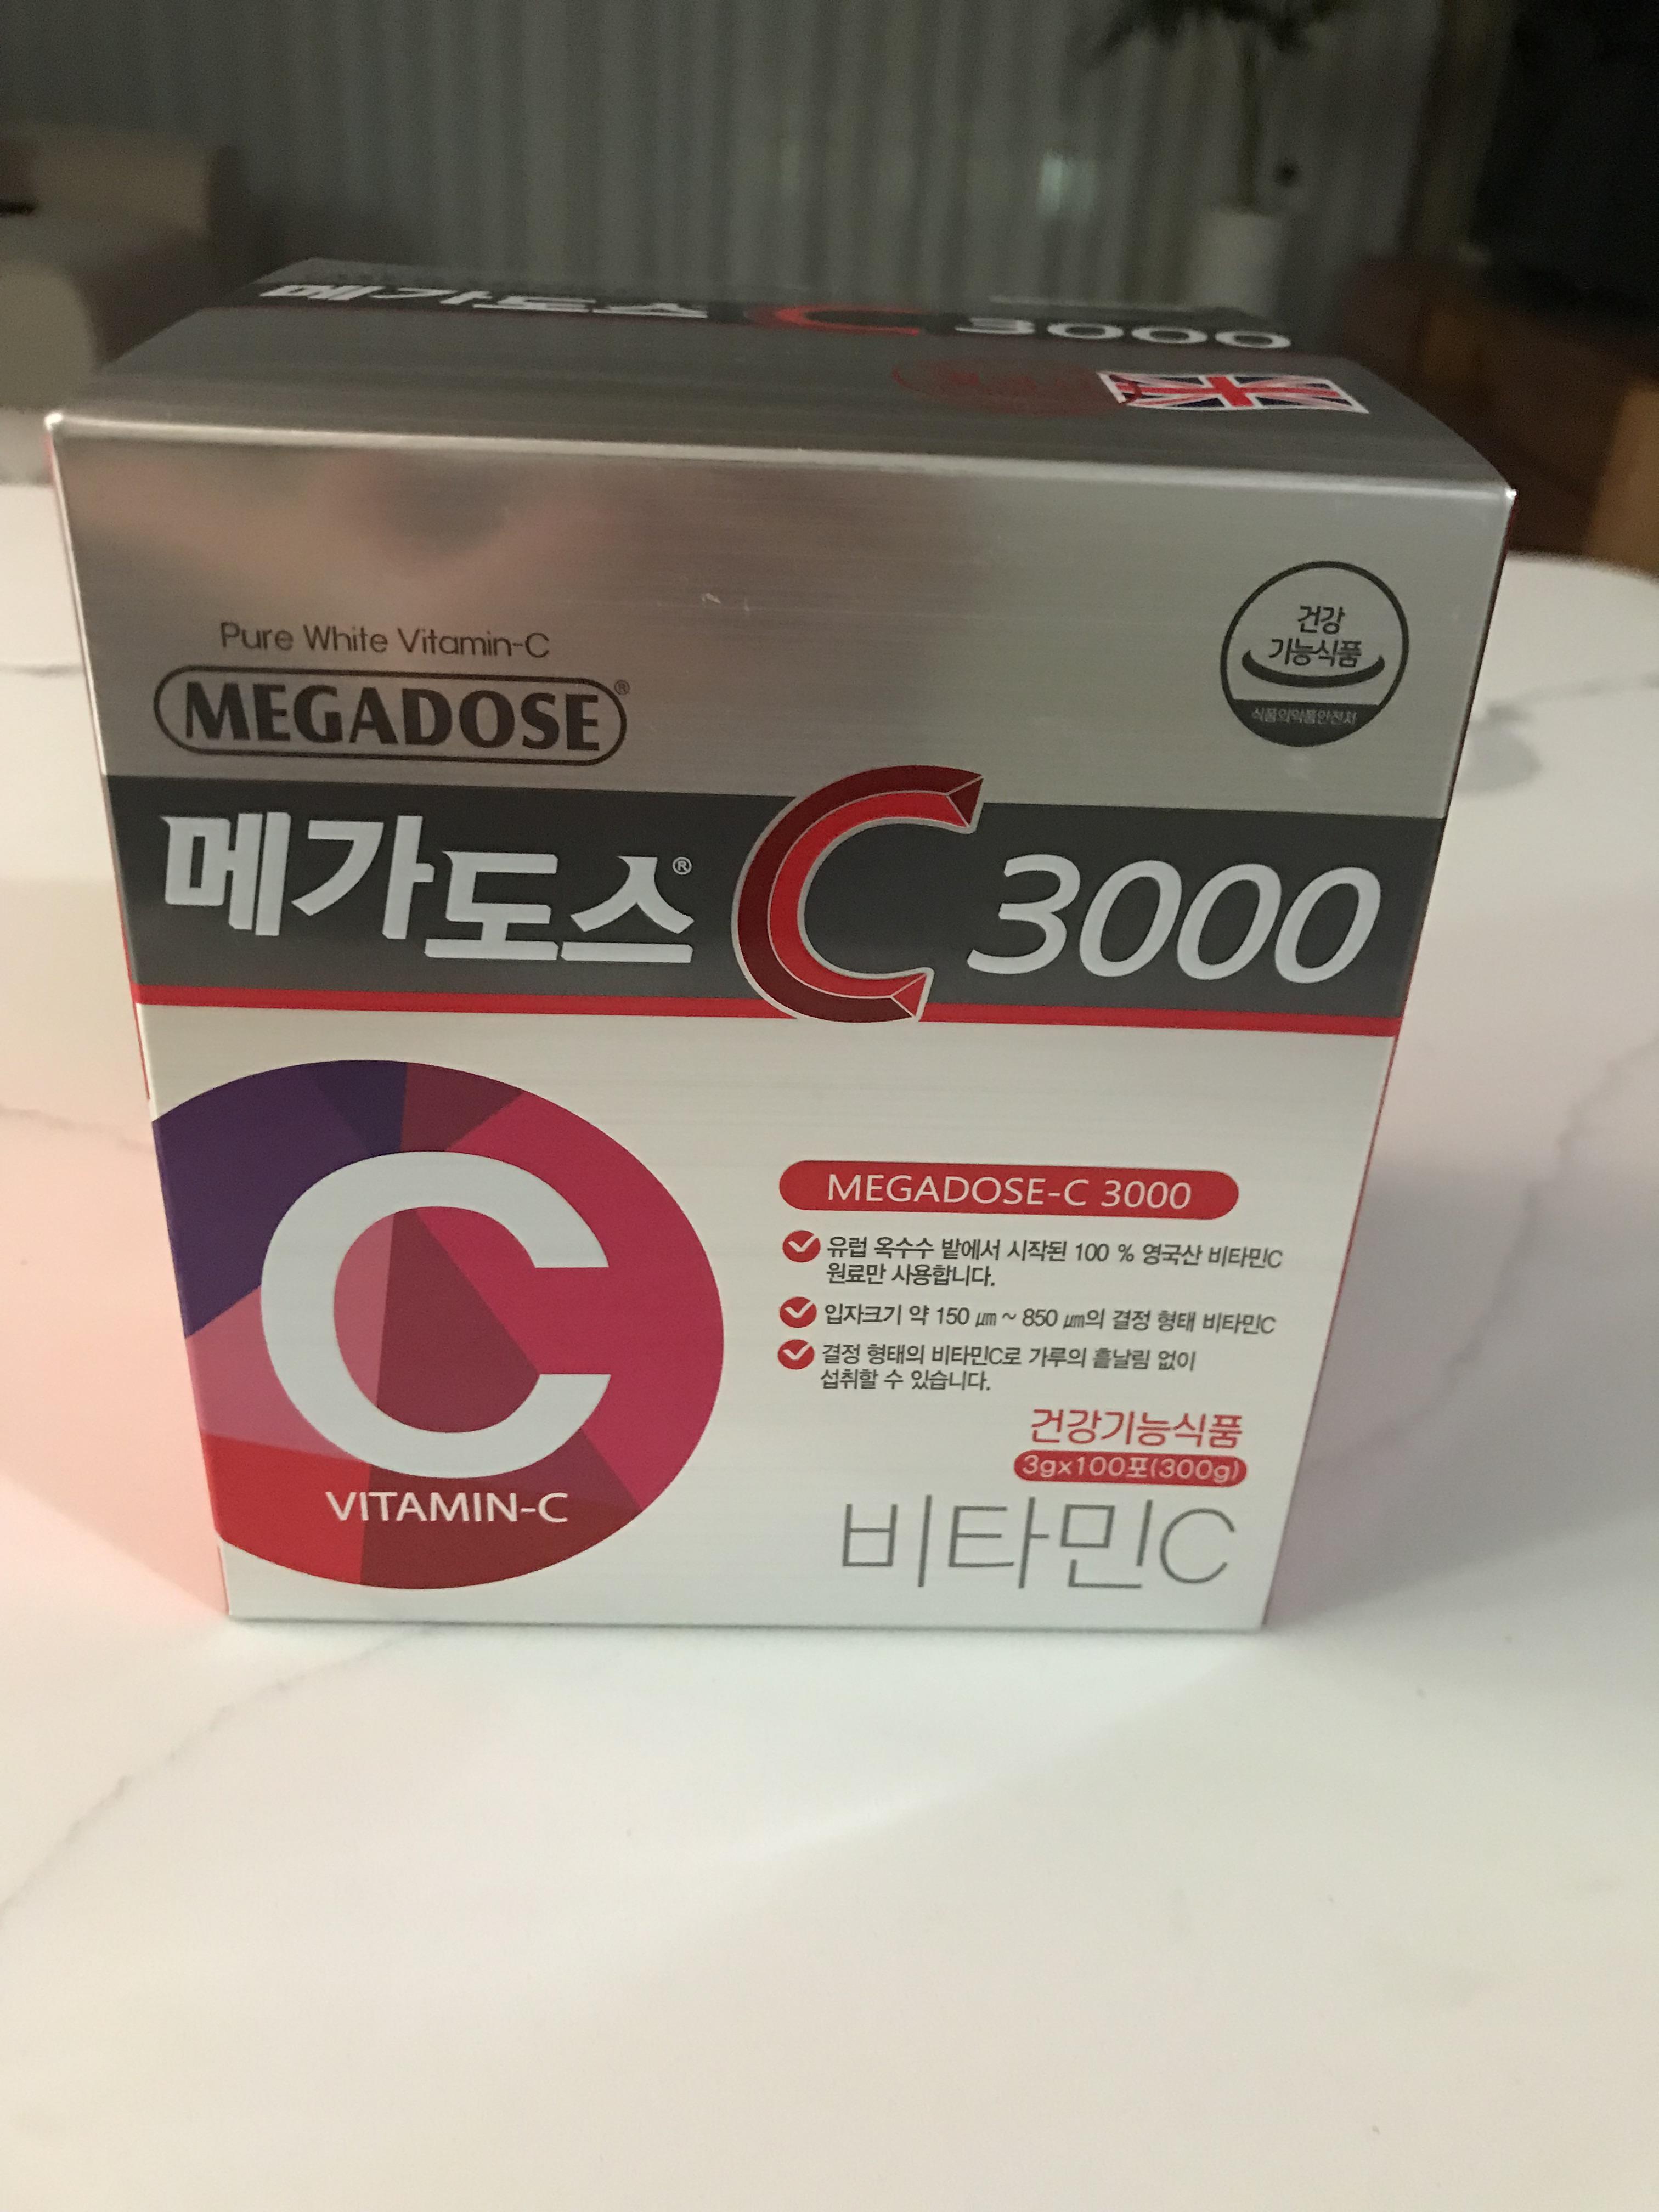 메가도스 C 3000
Pure White Vitamin-C
MEGADOSE®
건강
기능식품
식품의약품안전처
메가도스® C 3000
MEGADOSE-C 3000
유럽 옥수수 밭에서 시작된 100 % 영국산 비타민C
원료만 사용합니다.
입자크기 약 150 ㎛ ~ 850 ㎛의 결정 형태 비타민C
결정 형태의 비타민C로 가루의 흩날림 없이
섭취할 수 있습니다.
건강기능식품
3gx100포(300g)
비타민C
C
VITAMIN-C